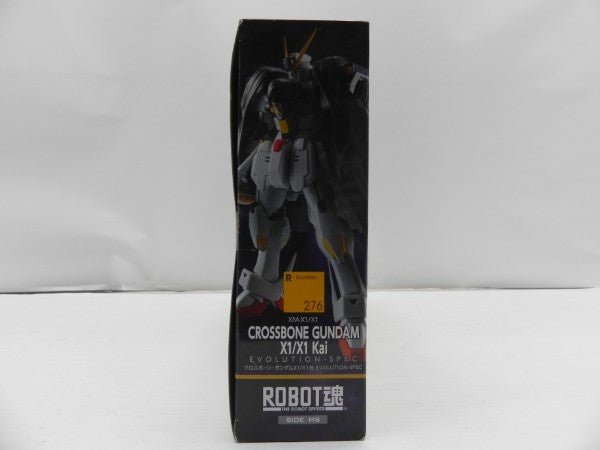 R Number
276
XM-X1/X1
CROSSBONE GUNDAM
X1/X1 Kai
EVOLUTION-SPEC
クロスボーン・ガンダムX1/X1改 EVOLUTION-SPEC
ROBOT魂
THE ROBOT SPIRITS
SIDE MS